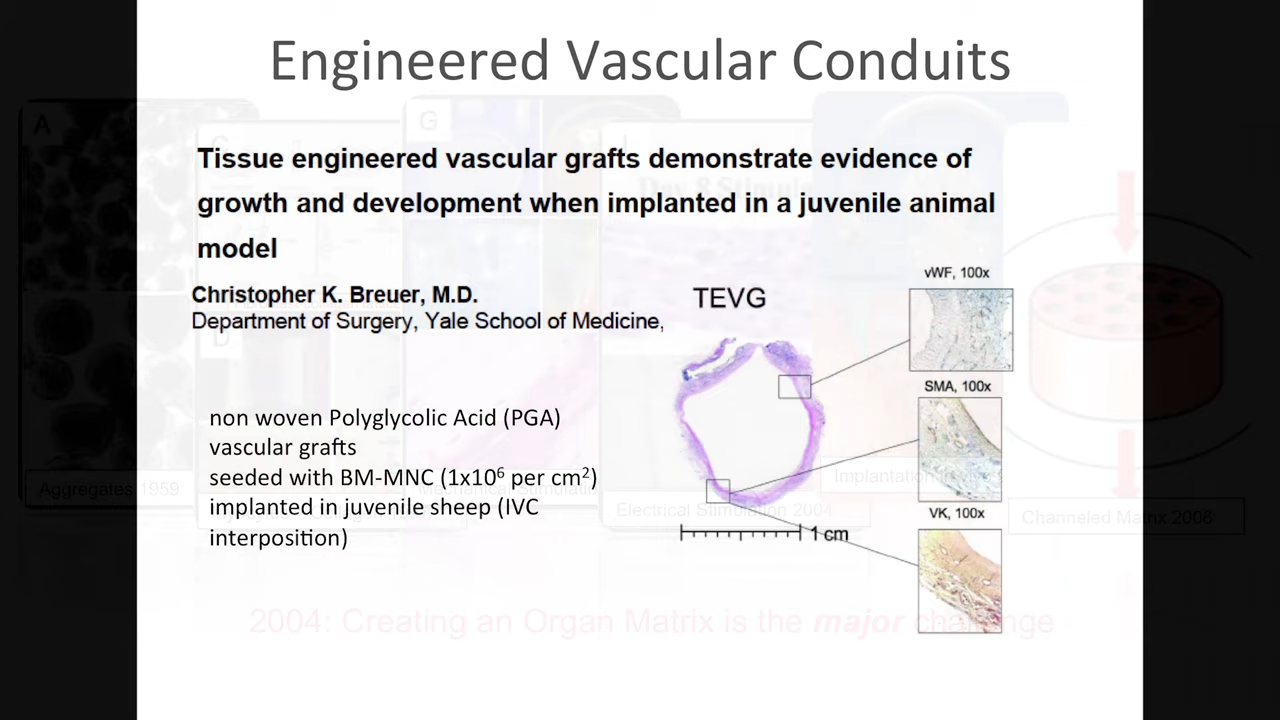 Engineered Vascular Conduits
Tissue engineered vascular grafts demonstrate evidence of
growth and development when implanted in a juvenile animal
model
Christopher K. Breuer, M.D.
Department of Surgery, Yale School of Medicine,
non woven Polyglycolic Acid (PGA)
vascular grafts
seeded with BM-MNC (1x10⁶ per cm²)
implanted in juvenile sheep (IVC
interposition)
TEVG
1 cm
vWF, 100x
SMA, 100x
VK, 100x
A
G
D
Aggregates 1959
Electrical Stimulation 2004
Channeled Matrix 2006
2004: Creating an Organ Matrix is the major challenge